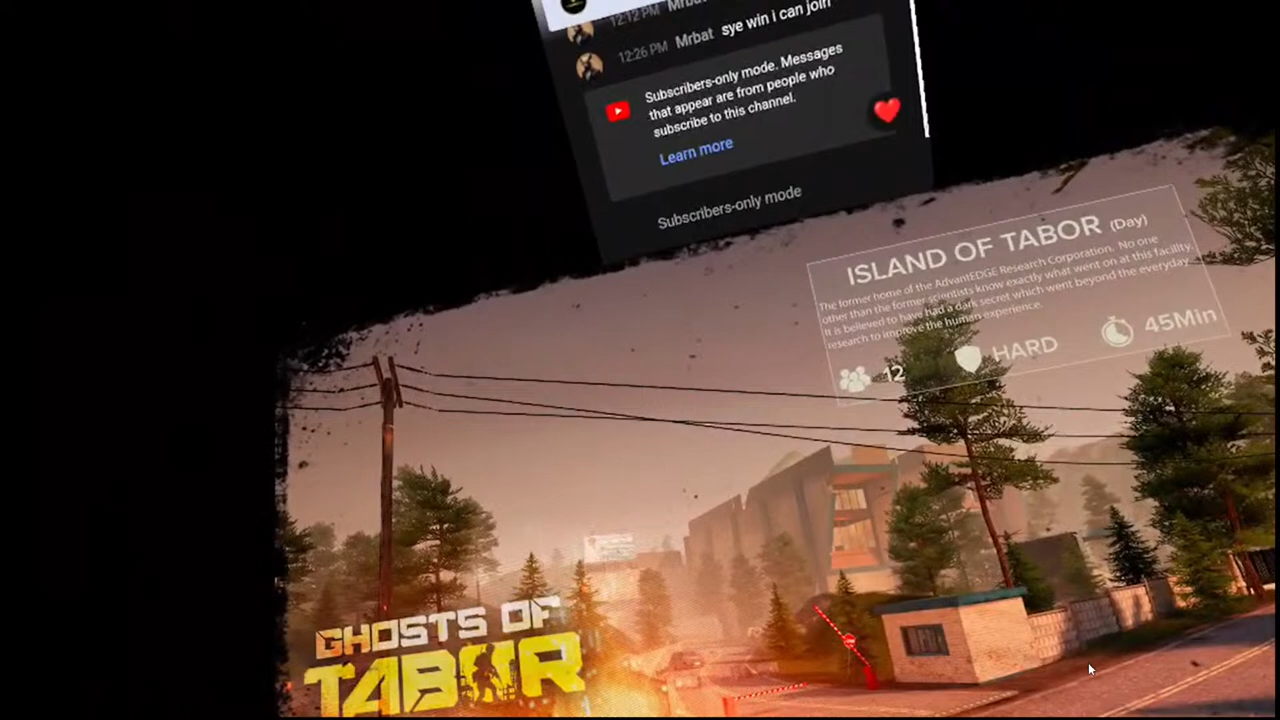 12:12 PM
12:26 PM Mrbat sye win i can join
Subscribers-only mode. Messages
that appear are from people who
subscribe to this channel.
Learn more
Subscribers-only mode
ISLAND OF TABOR (Day)
The former home of the AdvantEDGE Research Corporation. No one
other than the former scientists know exactly what went on at this facility.
It is believed to have had a dark secret which went beyond the everyday
research to improve the human experience.
12 HARD 45Min
GHOSTS OF
TABOR